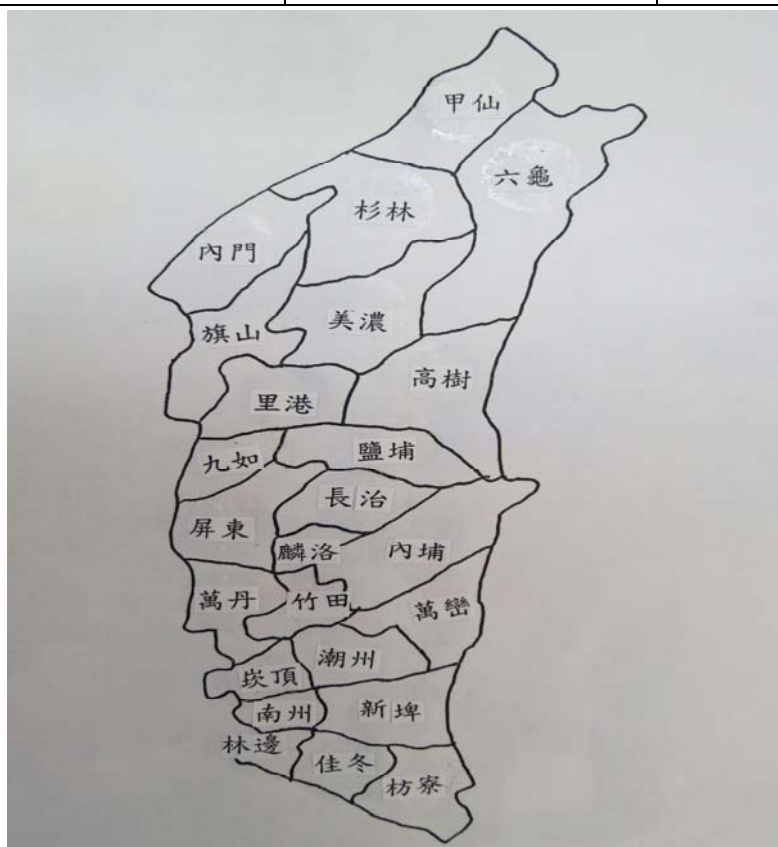 甲仙
六龜
杉林
內門
美濃
旗山
高樹
里港
鹽埔
九如
長治
屏東
內埔
麟洛
竹田
萬丹
萬巒
潮州
崁頂
南州
新埤
林邊
佳冬
枋寮